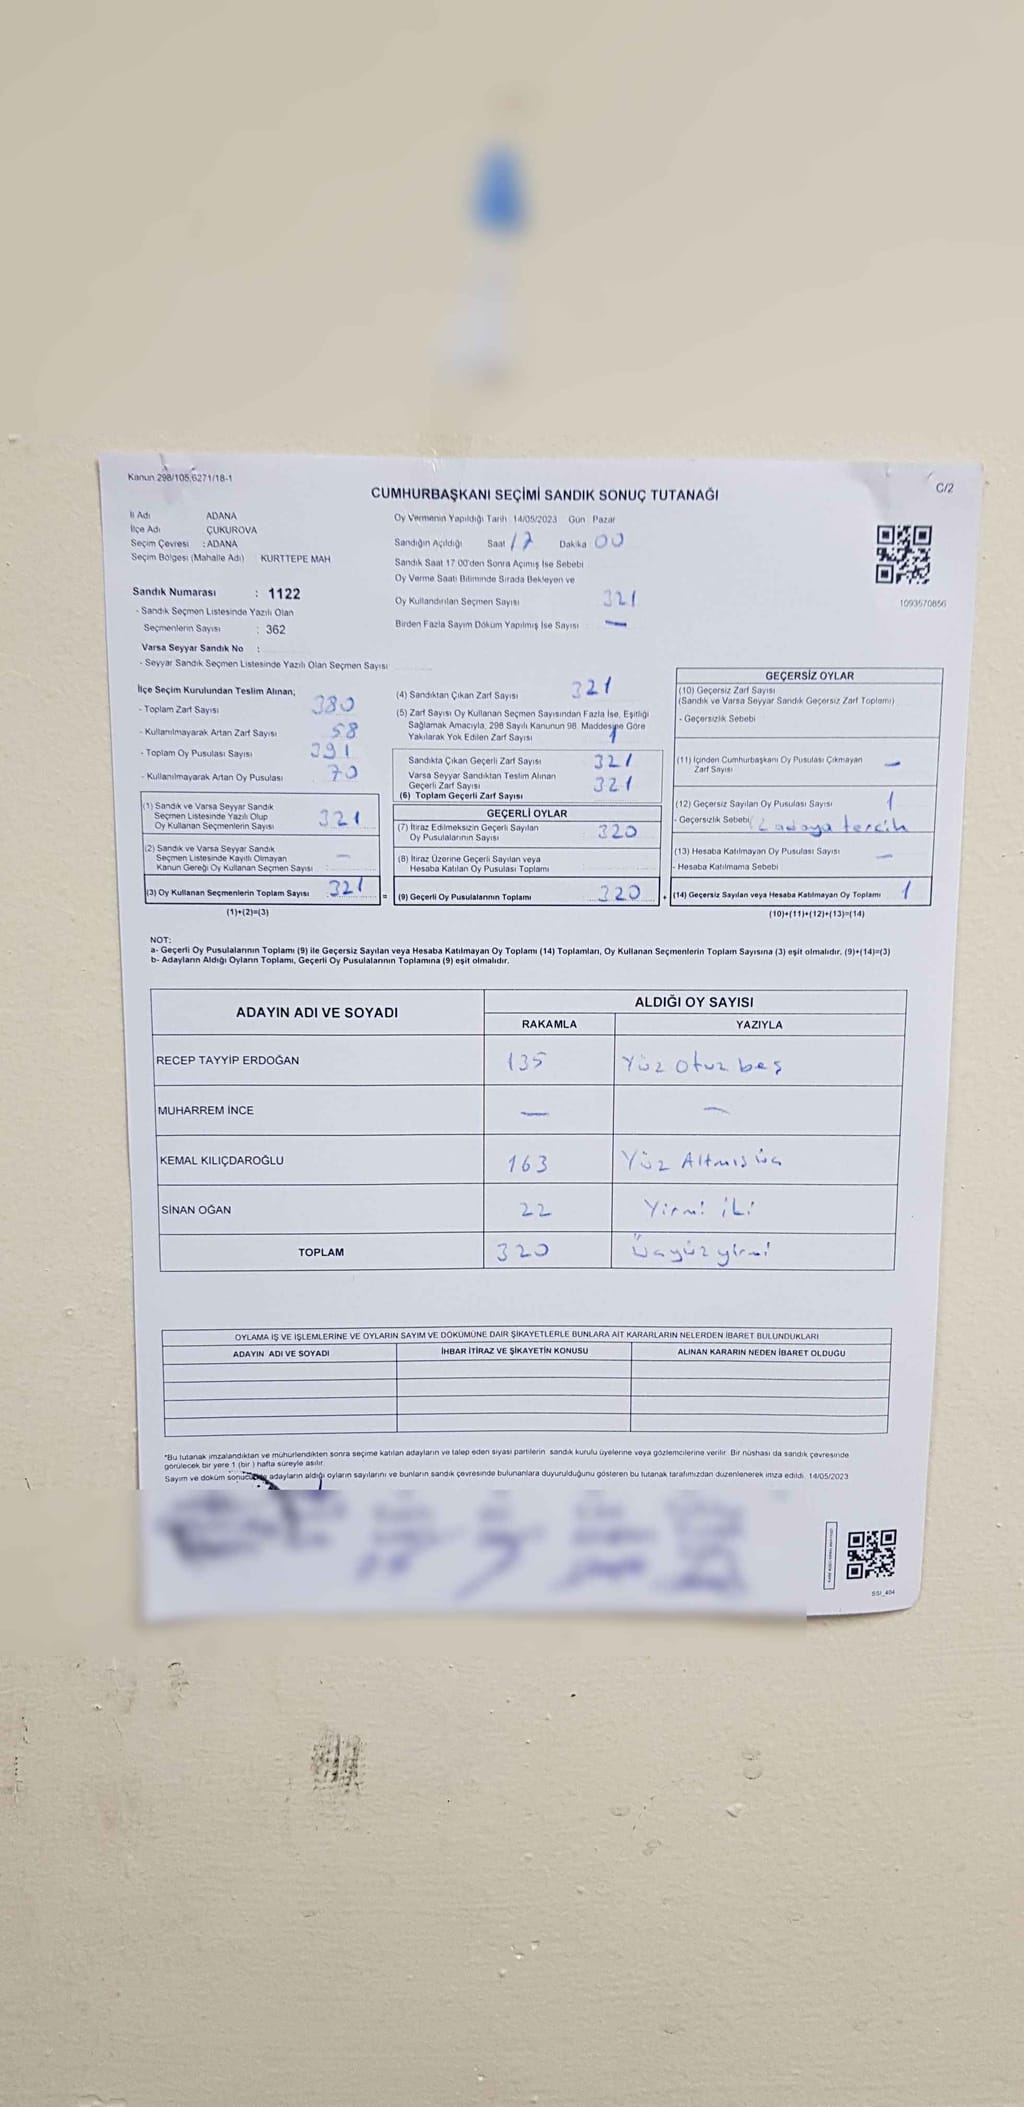 Kanun 298/105,6271/18-1
C/2
CUMHURBAŞKANI SEÇİMİ SANDIK SONUÇ TUTANAĞI
İl Adı ADANA
İlçe Adı ÇUKUROVA
Seçim Çevresi : ADANA
Seçim Bölgesi (Mahalle Adı) KURTTEPE MAH
Oy Vermenin Yapıldığı Tarih 14/05/2023 Gün Pazar
Sandığın Açıldığı Saat 17 Dakika 00
Sandık Saat 17:00'den Sonra Açımış İse Sebebi
Oy Verme Saati Bitiminde Sırada Bekleyen ve
Oy Kullandırılan Seçmen Sayısı 321
Birden Fazla Sayım Döküm Yapılmış İse Sayısı : —
1093570856
Sandık Numarası : 1122
- Sandık Seçmen Listesinde Yazılı Olan
Seçmenlerin Sayısı : 362
Varsa Seyyar Sandık No :
- Seyyar Sandık Seçmen Listesinde Yazılı Olan Seçmen Sayısı
İlçe Seçim Kurulundan Teslim Alınan;
- Toplam Zarf Sayısı 380
- Kullanılmayarak Artan Zarf Sayısı 58
- Toplam Oy Pusulası Sayısı 391
- Kullanılmayarak Artan Oy Pusulası 70
(1) Sandık ve Varsa Seyyar Sandık
Seçmen Listesinde Yazılı Olup
Oy Kullanan Seçmenlerin Sayısı 321
(2) Sandık ve Varsa Seyyar Sandık
Seçmen Listesinde Kayıtlı Olmayan
Kanun Gereği Oy Kullanan Seçmen Sayısı : —
(3) Oy Kullanan Seçmenlerin Toplam Sayısı 321
(1)+(2)=(3)
(4) Sandıktan Çıkan Zarf Sayısı 321
(5) Zarf Sayısı Oy Kullanan Seçmen Sayısından Fazla İse, Eşitliği
Sağlamak Amacıyla, 298 Sayılı Kanunun 98. Maddesine Göre
Yakılarak Yok Edilen Zarf Sayısı 1
Sandıkta Çıkan Geçerli Zarf Sayısı 321
Varsa Seyyar Sandıktan Teslim Alınan
Geçerli Zarf Sayısı 321
(6) Toplam Geçerli Zarf Sayısı
GEÇERLİ OYLAR
(7) İtiraz Edilmeksizin Geçerli Sayılan
Oy Pusulalarının Sayısı 320
(8) İtiraz Üzerine Geçerli Sayılan veya
Hesaba Katılan Oy Pusulası Toplamı
= (9) Geçerli Oy Pusulalarının Toplamı 320
GEÇERSİZ OYLAR
(10) Geçersiz Zarf Sayısı
(Sandık ve Varsa Seyyar Sandık Geçersiz Zarf Toplamı)
- Geçersizlik Sebebi
(11) İçinden Cumhurbaşkanı Oy Pusulası Çıkmayan
Zarf Sayısı —
(12) Geçersiz Sayılan Oy Pusulası Sayısı 1
- Geçersizlik Sebebi 2 adaya tercih
(13) Hesaba Katılmayan Oy Pusulası Sayısı —
- Hesaba Katılmama Sebebi
+ (14) Geçersiz Sayılan veya Hesaba Katılmayan Oy Toplamı 1
(10)+(11)+(12)+(13)=(14)
NOT:
a- Geçerli Oy Pusulalarının Toplamı (9) ile Geçersiz Sayılan veya Hesaba Katılmayan Oy Toplamı (14) Toplamları, Oy Kullanan Seçmenlerin Toplam Sayısına (3) eşit olmalıdır. (9)+(14)=(3)
b- Adayların Aldığı Oyların Toplamı, Geçerli Oy Pusulalarının Toplamına (9) eşit olmalıdır.
ADAYIN ADI VE SOYADI
ALDIĞI OY SAYISI
RAKAMLA YAZIYLA
RECEP TAYYİP ERDOĞAN 135 Yüz Otuz beş
MUHARREM İNCE — —
KEMAL KILIÇDAROĞLU 163 Yüz Altmış üç
SİNAN OĞAN 22 Yirmi iki
TOPLAM 320 Üçyüz yirmi
OYLAMA İŞ VE İŞLEMLERİNE VE OYLARIN SAYIM VE DÖKÜMÜNE DAİR ŞİKAYETLERLE BUNLARA AİT KARARLARIN NELERDEN İBARET BULUNDUKLARI
ADAYIN ADI VE SOYADI İHBAR İTİRAZ VE ŞİKAYETİN KONUSU ALINAN KARARIN NEDEN İBARET OLDUĞU
*Bu tutanak imzalandıktan ve mühürlendikten sonra seçime katılan adayların ve talep eden siyasi partilerin sandık kurulu üyelerine veya gözlemcilerine verilir. Bir nüshası da sandık çevresinde
görülecek bir yere 1 (bir ) hafta süreyle asılır.
Sayım ve döküm adayların aldığı oyların sayılarını ve bunların sandık çevresinde bulunanlara duyurulduğunu gösteren bu tutanak tarafımızdan düzenlenerek imza edildi. 14/05/2023
SSI_404